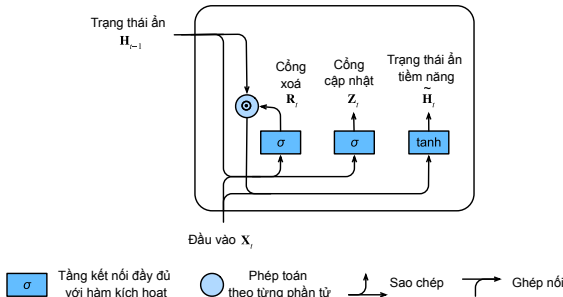 Trạng thái ẩn
H_{t−1}
Cổng
xoá
R_t
Cổng
cập nhật
Z_t
Trạng thái ẩn
tiềm năng
H̃_t
σ
σ
tanh
Đầu vào X_t
σ
Tầng kết nối đầy đủ
với hàm kích hoạt
Phép toán
theo từng phần tử
Sao chép
Ghép nối